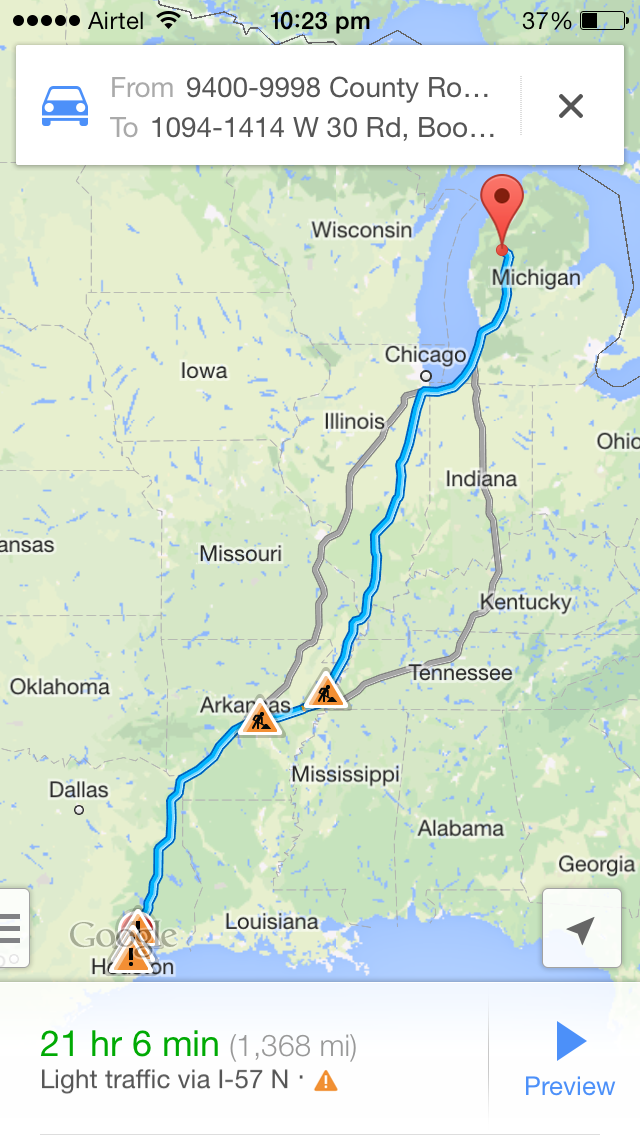 Airtel 10:23 pm 37%
From 9400-9998 County Ro...
To 1094-1414 W 30 Rd, Boo...
Wisconsin
Michigan
Chicago
Iowa
Illinois
Ohio
Indiana
ansas
Missouri
Kentucky
Tennessee
Oklahoma
Arkansas
Mississippi
Dallas
Alabama
Georgia
Louisiana
Google
Houston
21 hr 6 min (1,368 mi)
Light traffic via I-57 N ·
Preview